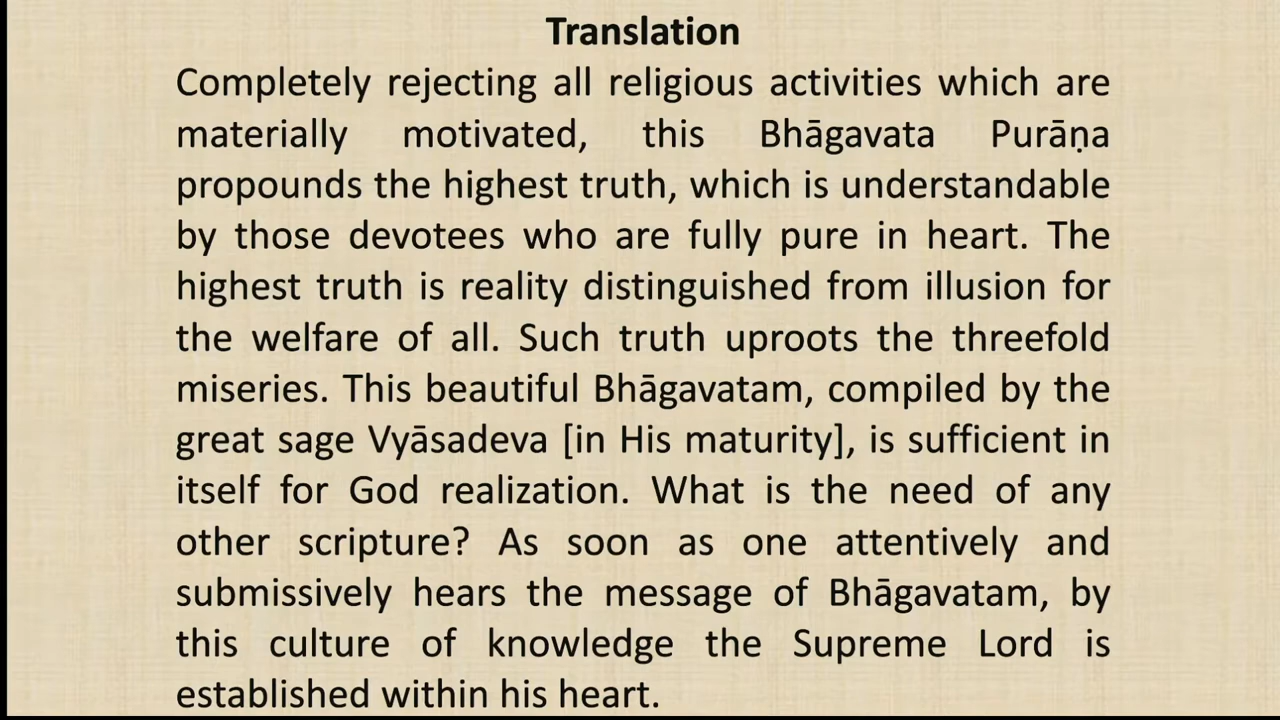 Translation
Completely rejecting all religious activities which are
materially motivated, this Bhāgavata Purāṇa
propounds the highest truth, which is understandable
by those devotees who are fully pure in heart. The
highest truth is reality distinguished from illusion for
the welfare of all. Such truth uproots the threefold
miseries. This beautiful Bhāgavatam, compiled by the
great sage Vyāsadeva [in His maturity], is sufficient in
itself for God realization. What is the need of any
other scripture? As soon as one attentively and
submissively hears the message of Bhāgavatam, by
this culture of knowledge the Supreme Lord is
established within his heart.